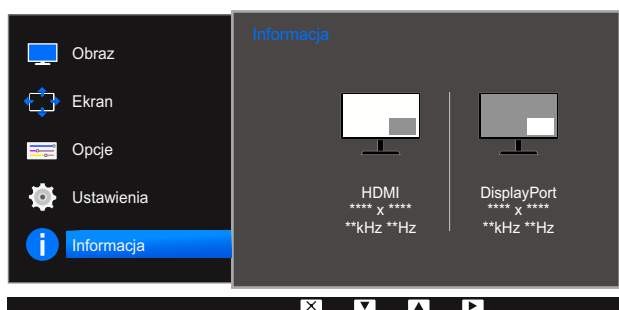 Obraz
Ekran
Opcje
Ustawienia
Informacja
Informacja
HDMI
**** x ****
**kHz **Hz
DisplayPort
**** x ****
**kHz **Hz